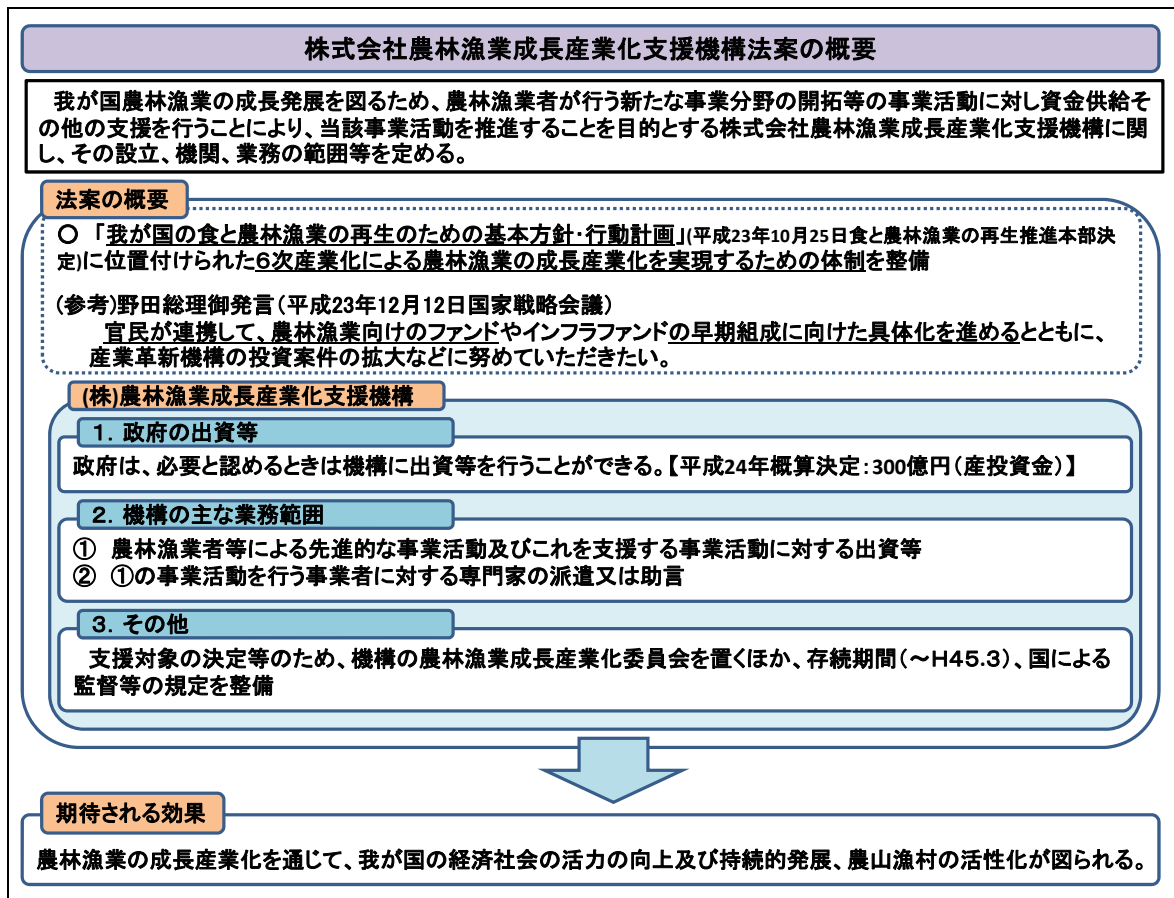 株式会社農林漁業成長産業化支援機構法案の概要
我が国農林漁業の成長発展を図るため、農林漁業者が行う新たな事業分野の開拓等の事業活動に対し資金供給そ
の他の支援を行うことにより、当該事業活動を推進することを目的とする株式会社農林漁業成長産業化支援機構に関
し、その設立、機関、業務の範囲等を定める。
法案の概要
○ 「我が国の食と農林漁業の再生のための基本方針・行動計画」(平成23年10月25日食と農林漁業の再生推進本部決
定)に位置付けられた6次産業化による農林漁業の成長産業化を実現するための体制を整備
(参考)野田総理御発言(平成23年12月12日国家戦略会議)
官民が連携して、農林漁業向けのファンドやインフラファンドの早期組成に向けた具体化を進めるとともに、
産業革新機構の投資案件の拡大などに努めていただきたい。
(株)農林漁業成長産業化支援機構
1．政府の出資等
政府は、必要と認めるときは機構に出資等を行うことができる。【平成24年概算決定：300億円(産投資金)】
2．機構の主な業務範囲
① 農林漁業者等による先進的な事業活動及びこれを支援する事業活動に対する出資等
② ①の事業活動を行う事業者に対する専門家の派遣又は助言
3．その他
支援対象の決定等のため、機構の農林漁業成長産業化委員会を置くほか、存続期間(～H45.3)、国による
監督等の規定を整備
期待される効果
農林漁業の成長産業化を通じて、我が国の経済社会の活力の向上及び持続的発展、農山漁村の活性化が図られる。